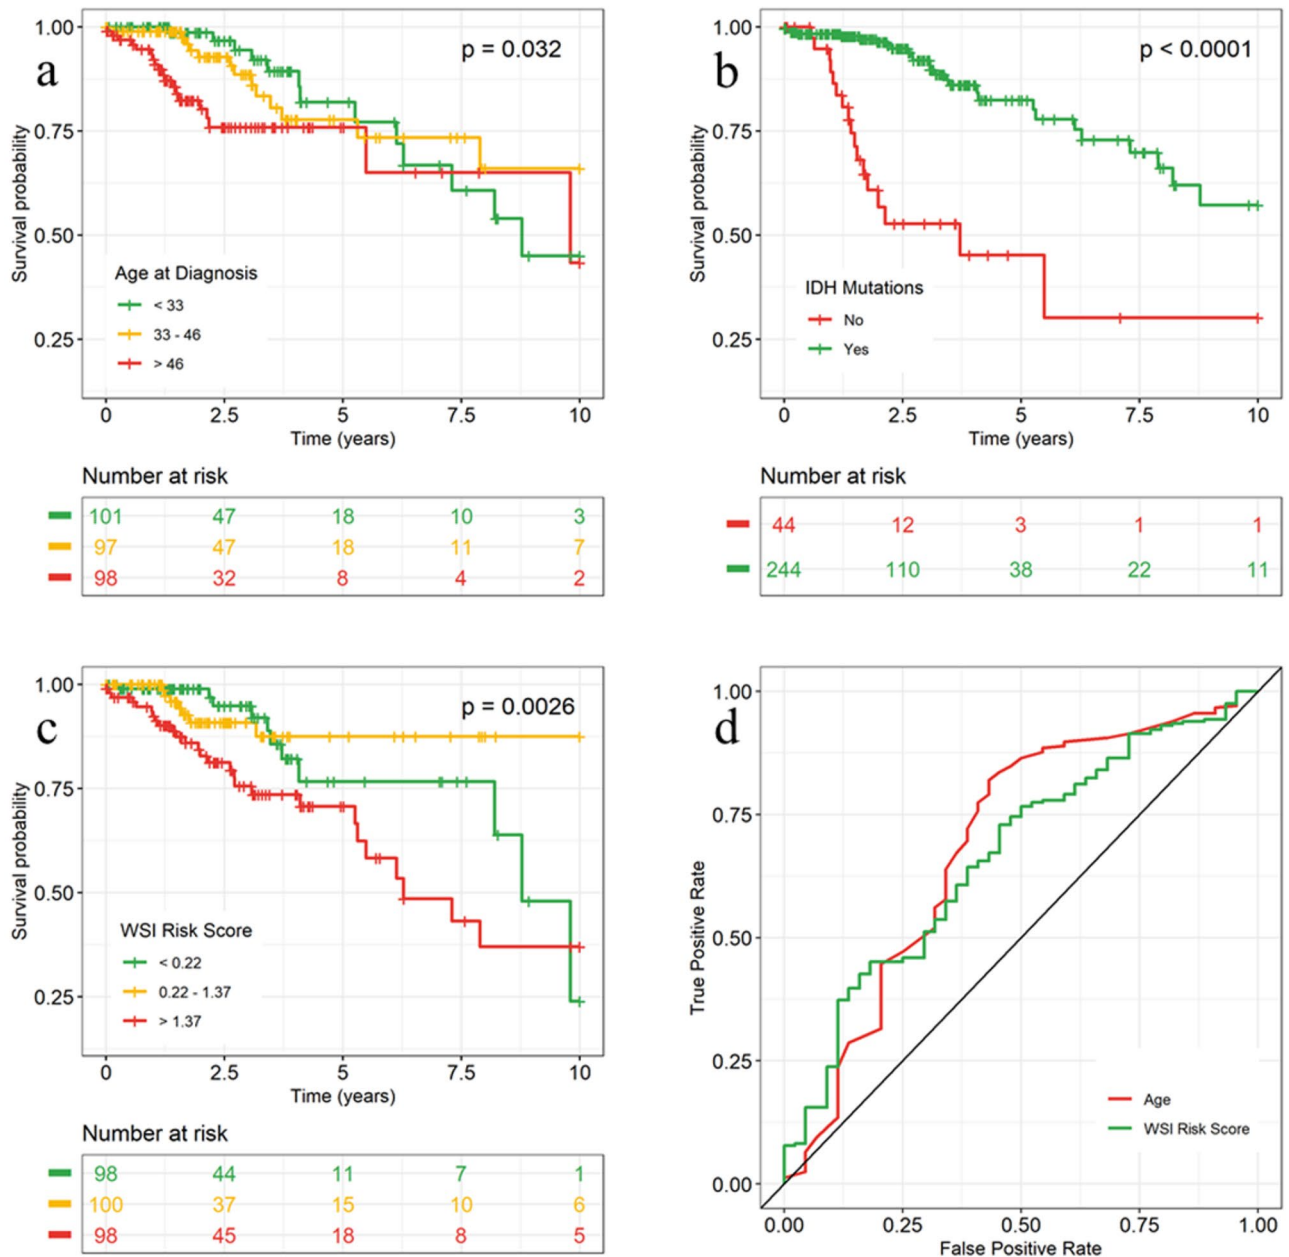 a
p = 0.032
1.00
0.75
0.50
0.25
Survival probability
Age at Diagnosis
< 33
33 - 46
> 46
0 2.5 5 7.5 10
Time (years)
Number at risk
101 47 18 10 3
97 47 18 11 7
98 32 8 4 2
b
p < 0.0001
1.00
0.75
0.50
0.25
Survival probability
IDH Mutations
No
Yes
0 2.5 5 7.5 10
Time (years)
Number at risk
44 12 3 1 1
244 110 38 22 11
c
p = 0.0026
1.00
0.75
0.50
0.25
Survival probability
WSI Risk Score
< 0.22
0.22 - 1.37
> 1.37
0 2.5 5 7.5 10
Time (years)
Number at risk
98 44 11 7 1
100 37 15 10 6
98 45 18 8 5
d
1.00
0.75
0.50
0.25
0.00
True Positive Rate
Age
WSI Risk Score
0.00 0.25 0.50 0.75 1.00
False Positive Rate